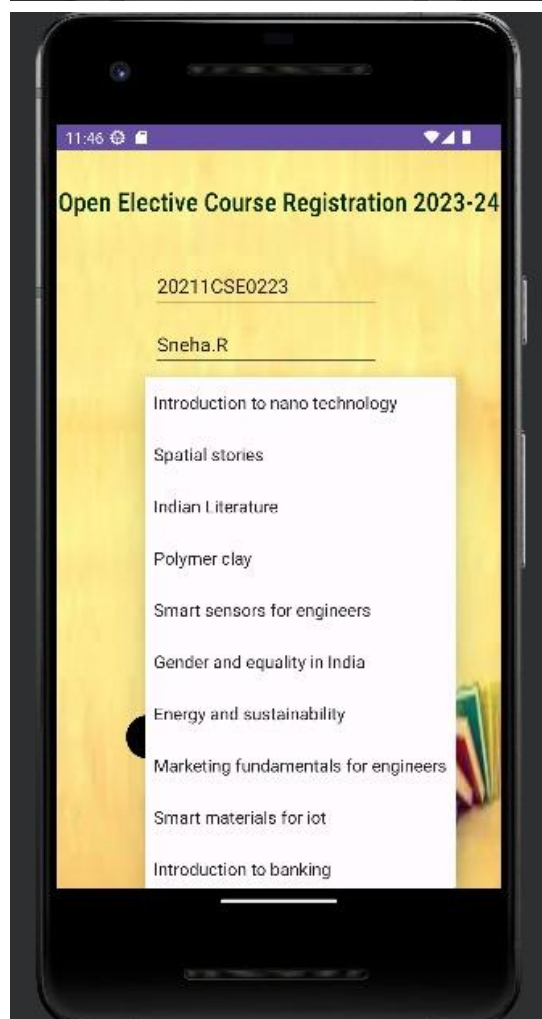 11:46
Open Elective Course Registration 2023-24
20211CSE0223
Sneha.R
Introduction to nano technology
Spatial stories
Indian Literature
Polymer clay
Smart sensors for engineers
Gender and equality in India
Energy and sustainability
Marketing fundamentals for engineers
Smart materials for iot
Introduction to banking